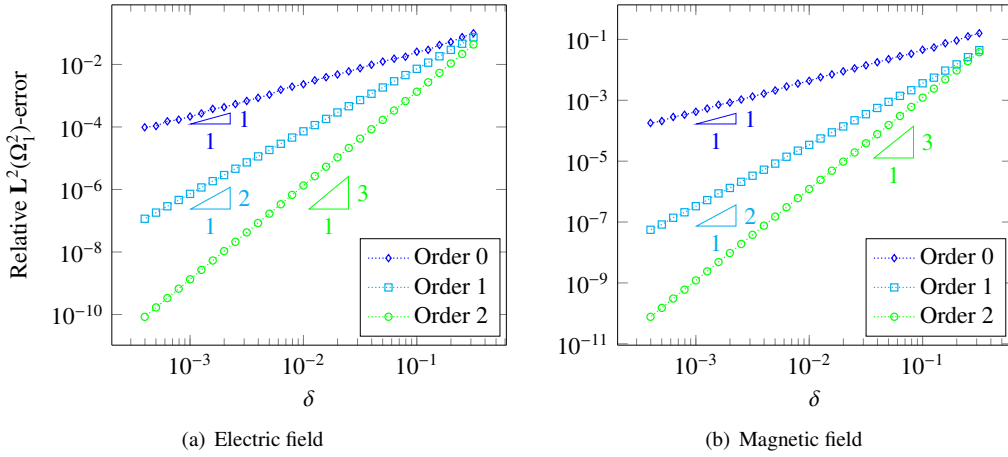 Relative L²(Ω₁²)-error
10⁻²
10⁻⁴
10⁻⁶
10⁻⁸
10⁻¹⁰
1
1
2
1
3
1
Order 0
Order 1
Order 2
10⁻³
10⁻²
10⁻¹
δ
(a) Electric field
10⁻¹
10⁻³
10⁻⁵
10⁻⁷
10⁻⁹
10⁻¹¹
1
1
3
1
2
1
Order 0
Order 1
Order 2
10⁻³
10⁻²
10⁻¹
δ
(b) Magnetic field